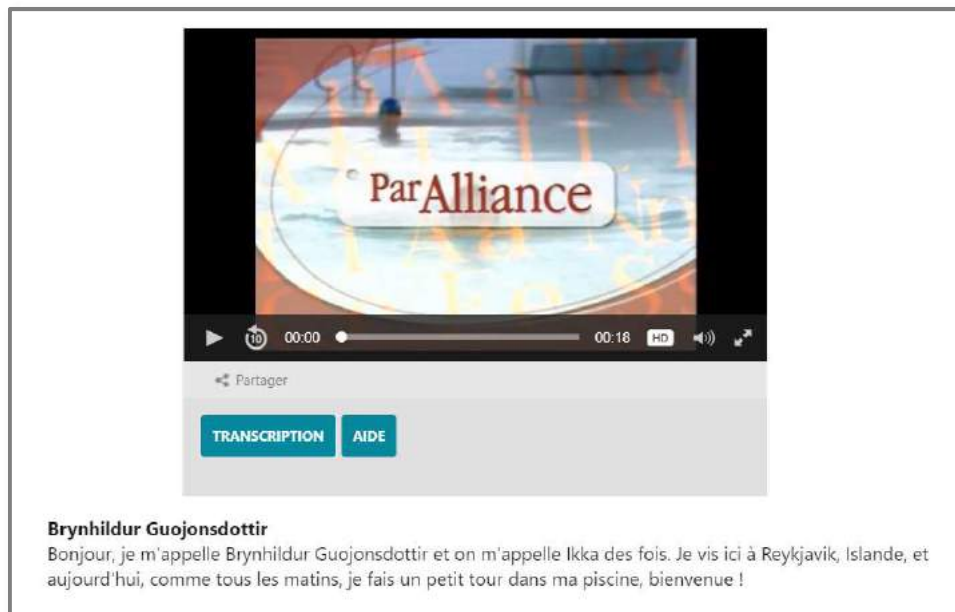 ParAlliance
10 00:00 00:18 HD
Partager
TRANSCRIPTION AIDE
Brynhildur Guojonsdottir
Bonjour, je m'appelle Brynhildur Guojonsdottir et on m'appelle Ikka des fois. Je vis ici à Reykjavik, Islande, et
aujourd'hui, comme tous les matins, je fais un petit tour dans ma piscine, bienvenue !